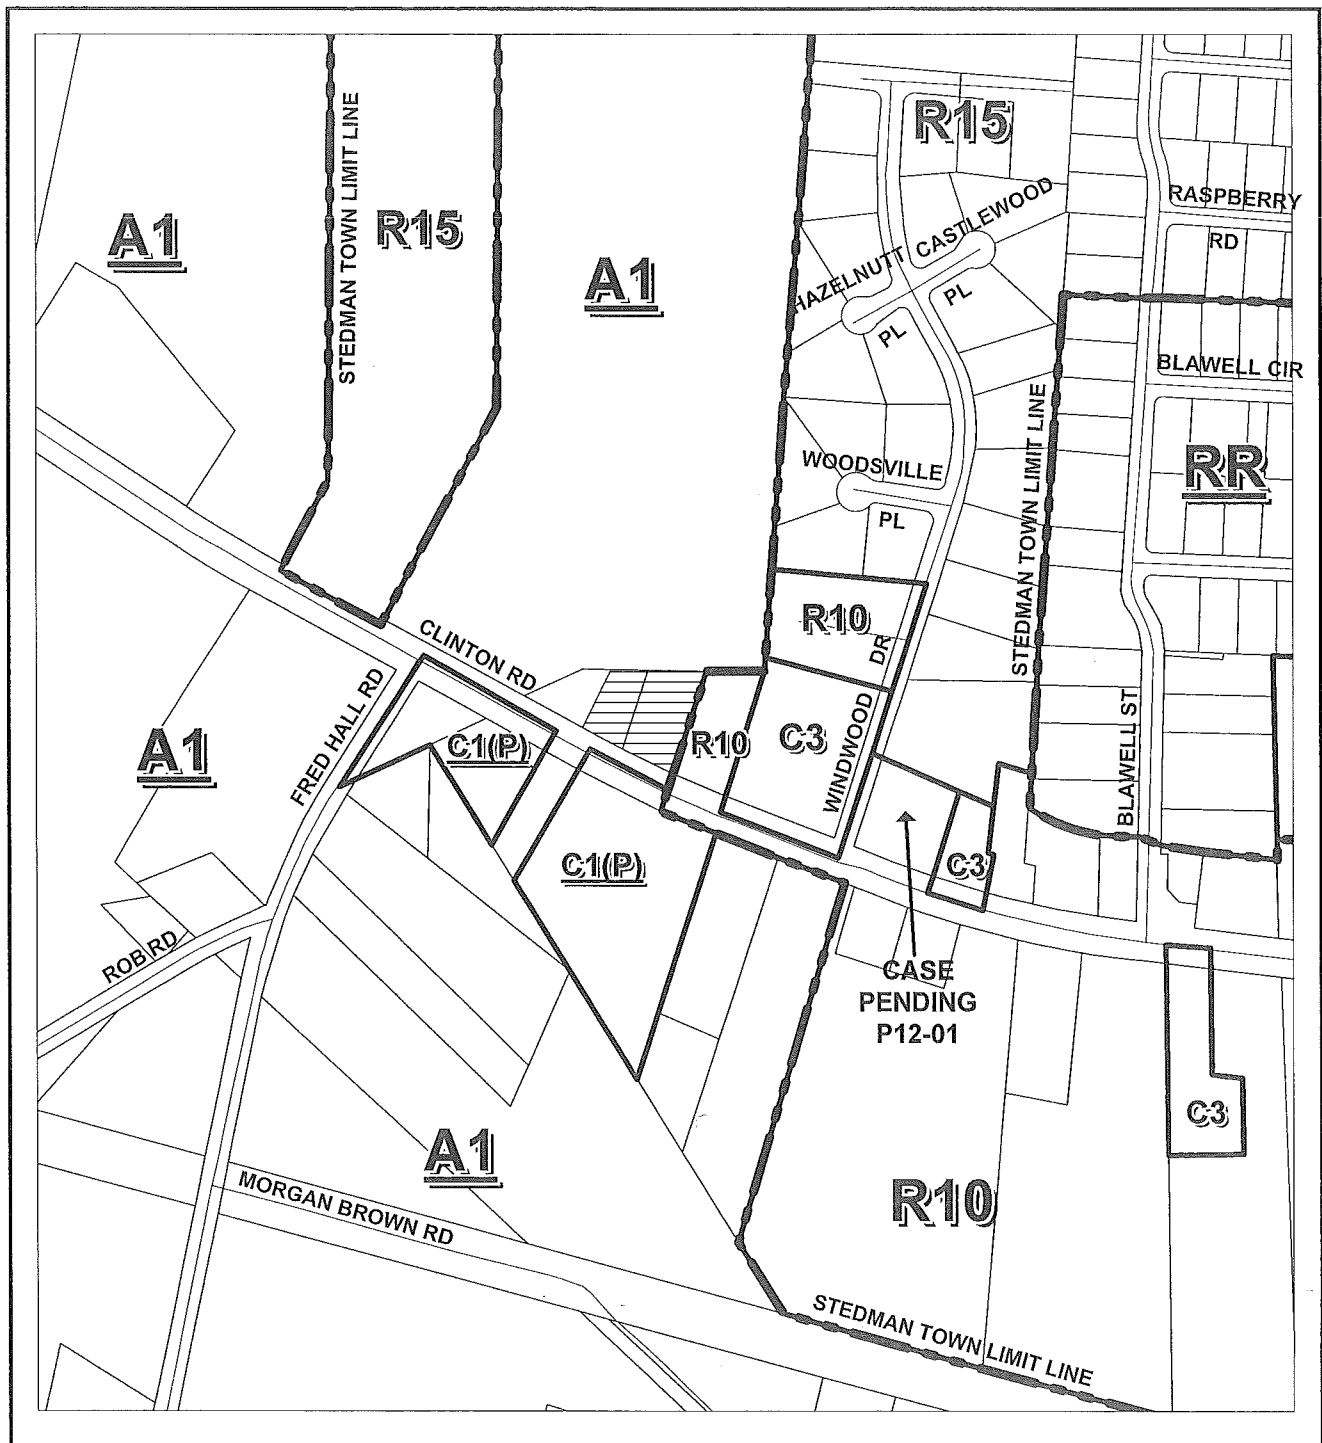 R15
STEDMAN TOWN LIMIT LINE
A1
R15
A1
HAZELNUTT
PL
CASTLEWOOD
PL
RASPBERRY
RD
BLAWELL CIR
RR
WOODSVILLE
PL
STEDMAN TOWN LIMIT LINE
R10
WINDWOOD DR
CLINTON RD
FRED HALL RD
A1
C1(P)
R10
C3
BLAWELL ST
C1(P)
C3
ROB RD
CASE
PENDING
P12-01
C3
A1
MORGAN BROWN RD
R10
STEDMAN TOWN LIMIT LINE